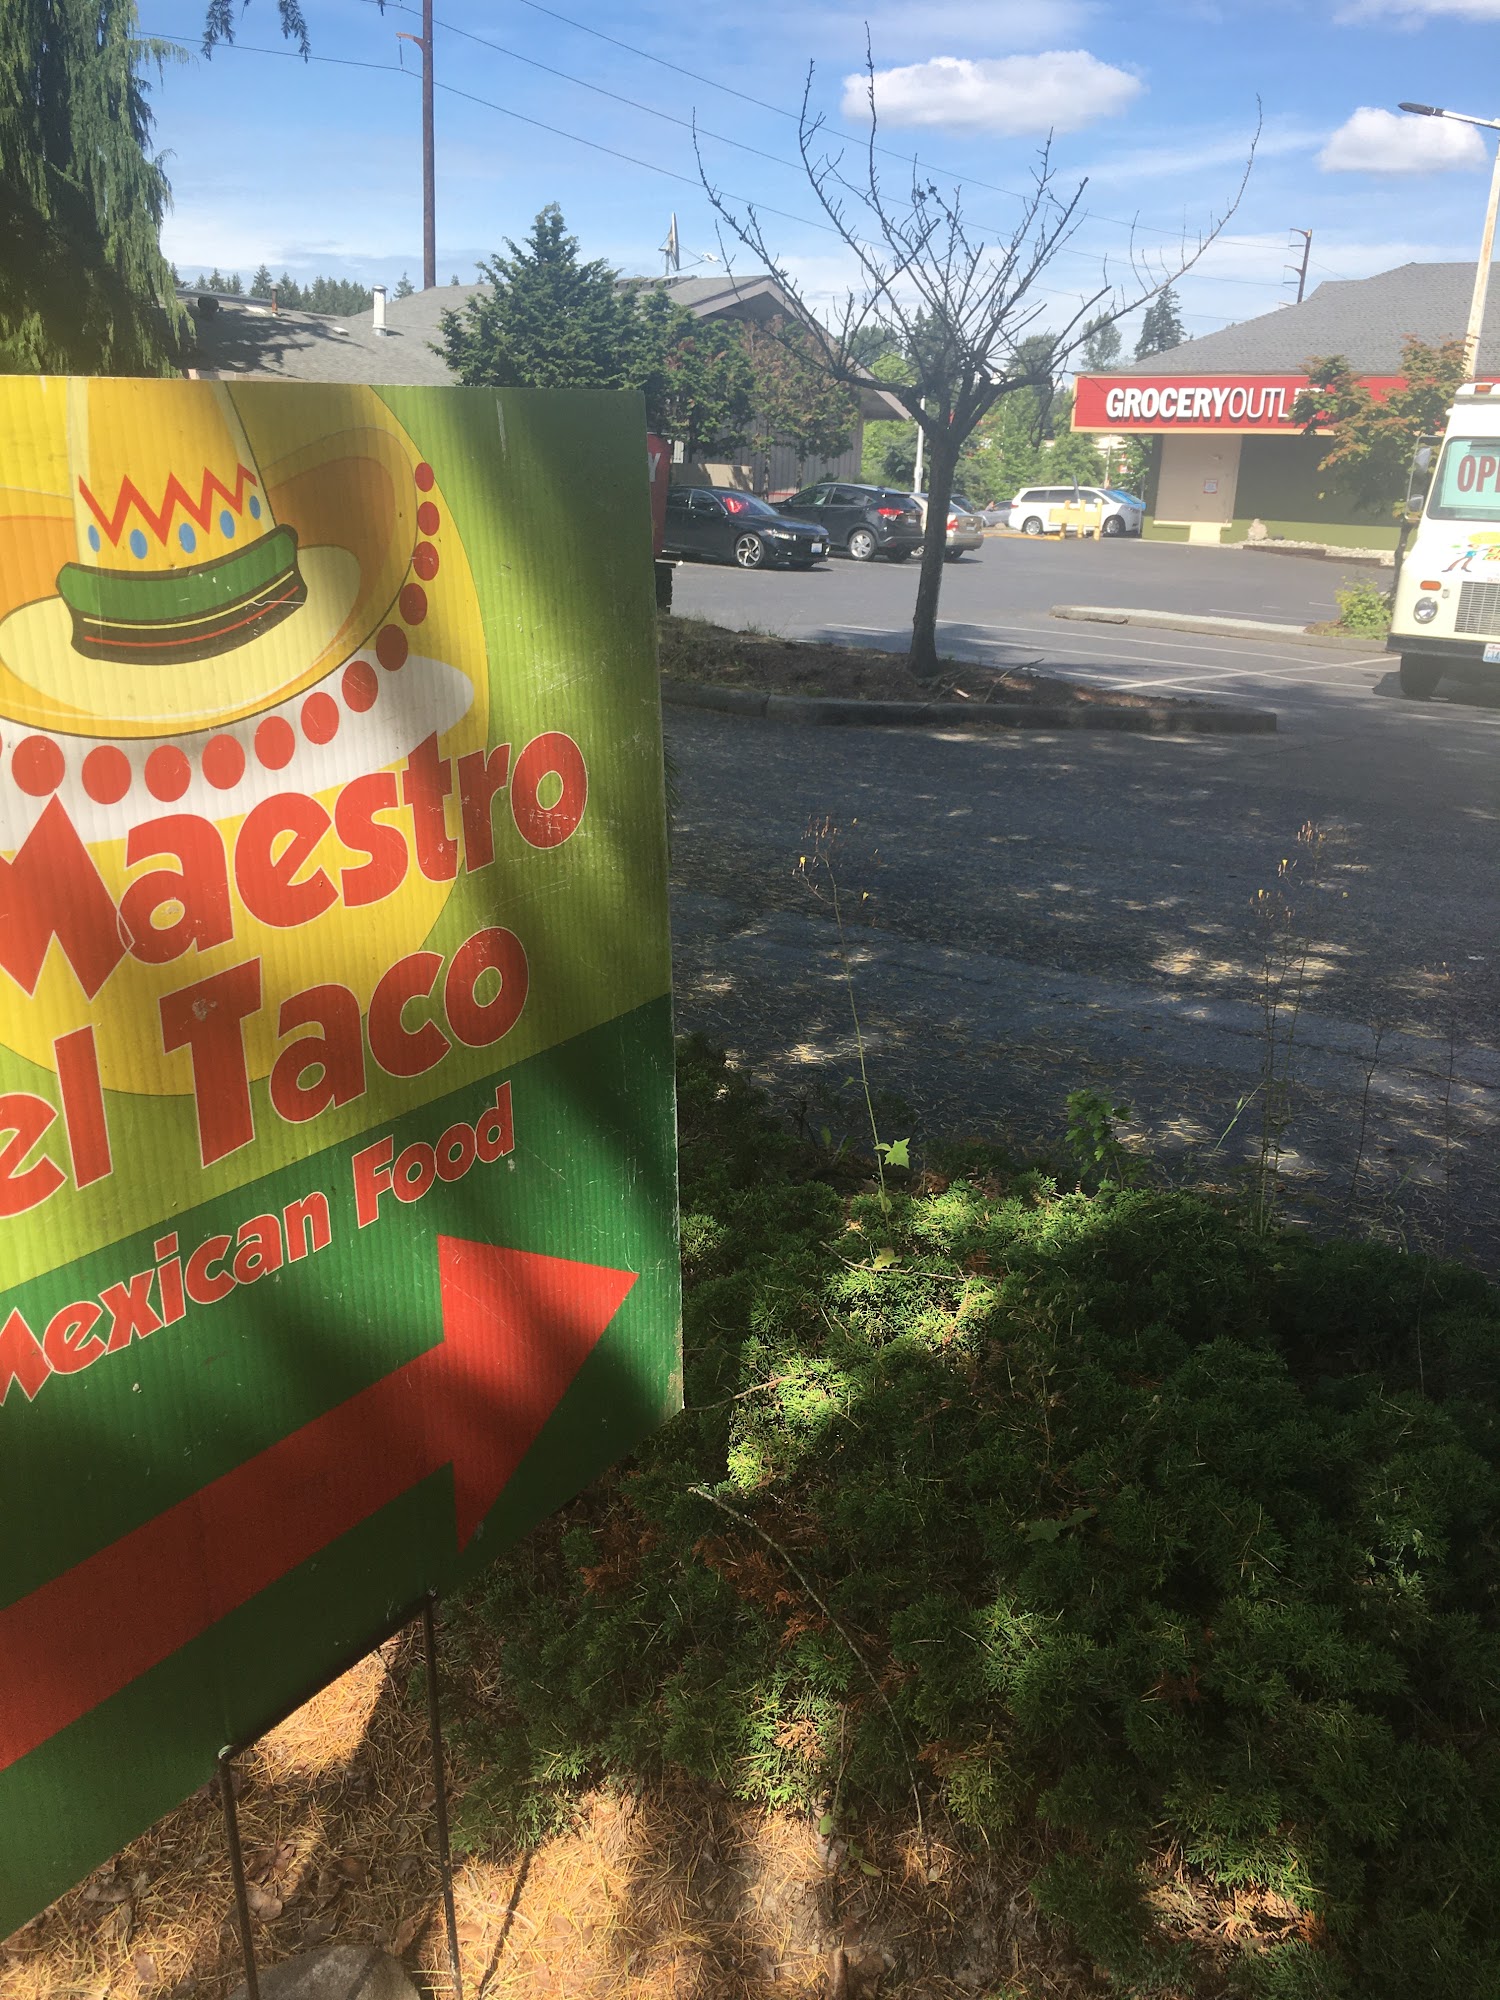 Maestro
el Taco
Mexican Food
GROCERYOUTL
OP